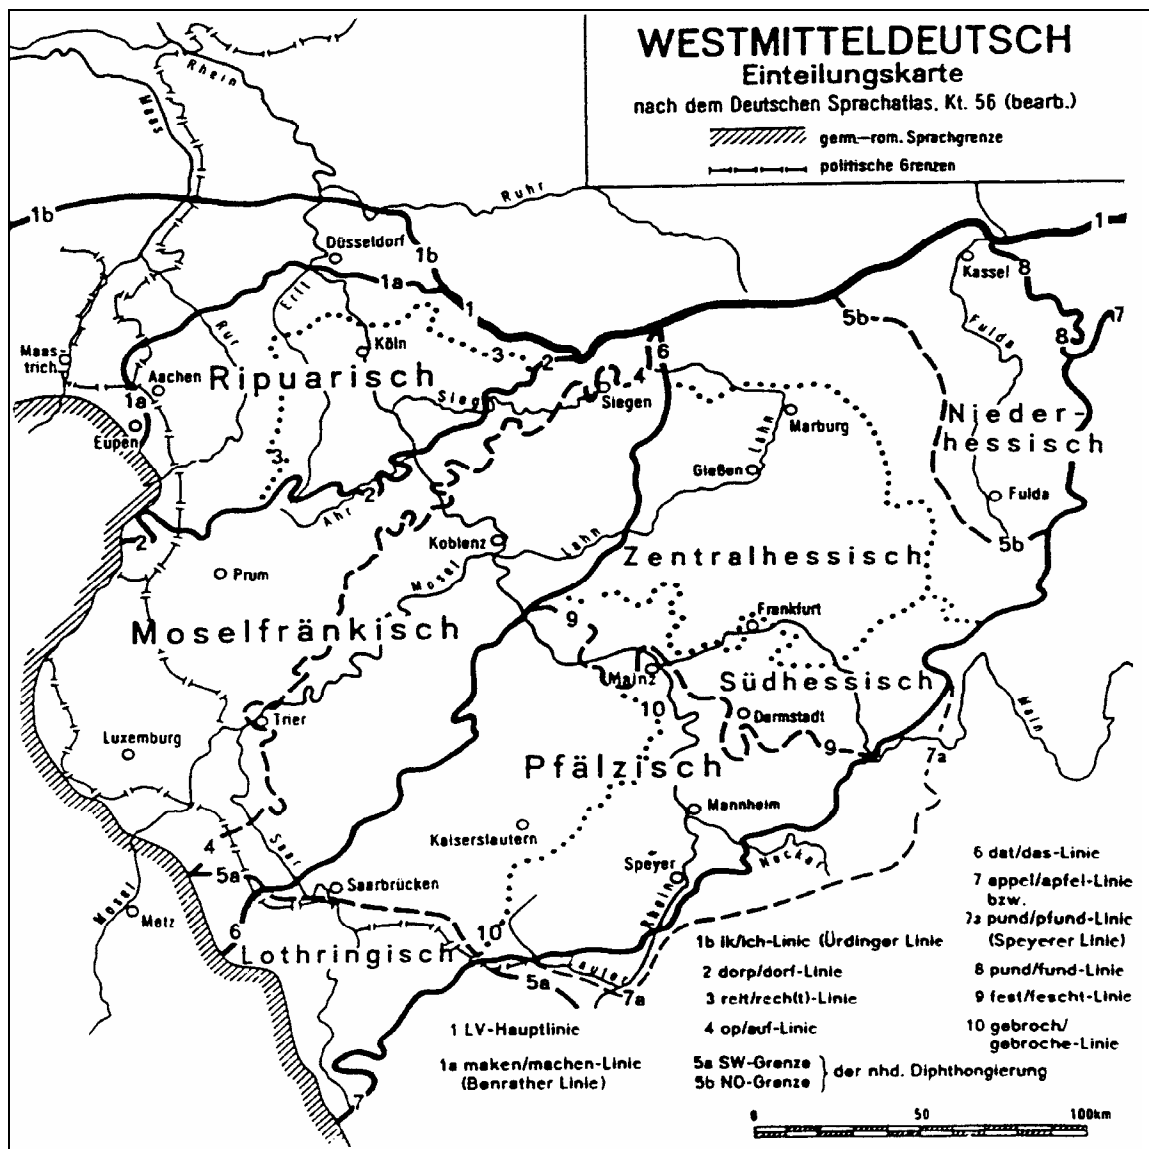 WESTMITTELDEUTSCH
Einteilungskarte
nach dem Deutschen Sprachatlas, Kt. 56 (bearb.)
germ.-rom. Sprachgrenze
politische Grenzen
Rhein
Maas
Ruhr
1b
1
Düsseldorf
1b
Kassel
8
1a
Erft
1
7
5b
Rur
Fulda
8
Köln
6
Maas-
trich
3
2
Aachen
Ripuarisch
4
1a
Sieg
Siegen
Marburg
Nieder-
hessisch
Eupen
Lahn
3
Gießen
2
Fulda
Ahr
2
Koblenz
Lahn
5b
Zentralhessisch
Prum
Mosel
Frankfurt
9
Moselfränkisch
Mainz
Südhessisch
10
Main
Trier
Darmstadt
Luxemburg
9
7a
Pfälzisch
Mannheim
4
Kaiserslautern
Saar
Speyer
Neckar
5a
Saarbrücken
Mosel
Metz
Rhein
6
10
Lothringisch
Lauter
5a
7a
7
1 LV-Hauptlinie
1a maken/machen-Linie
(Benrather Linie)
1b ik/ich-Linie (Ürdinger Linie
2 dorp/dorf-Linie
3 reit/rech(t)-Linie
4 op/auf-Linie
5a SW-Grenze
5b NO-Grenze
der nhd. Diphthongierung
6 dat/das-Linie
7 appel/apfel-Linie
bzw.
7a pund/pfund-Linie
(Speyerer Linie)
8 pund/fund-Linie
9 fest/fescht-Linie
10 gebroch/
gebroche-Linie
0 50 100km